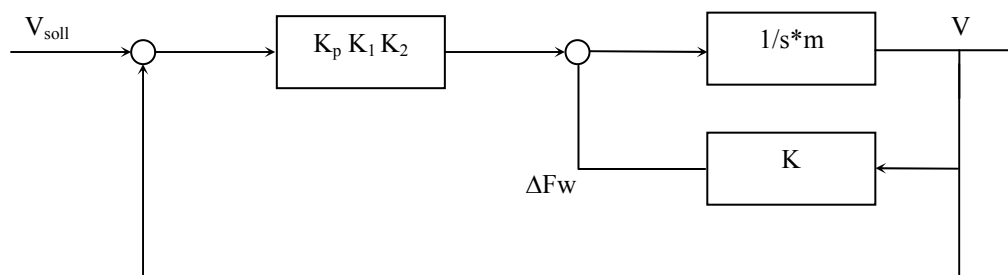 V_soll
K_p K_1 K_2
1/s*m
V
K
ΔFw